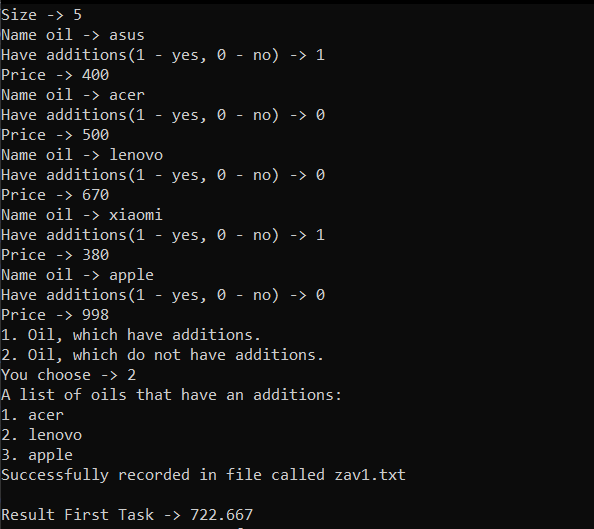 Size -> 5
Name oil -> asus
Have additions(1 - yes, 0 - no) -> 1
Price -> 400
Name oil -> acer
Have additions(1 - yes, 0 - no) -> 0
Price -> 500
Name oil -> lenovo
Have additions(1 - yes, 0 - no) -> 0
Price -> 670
Name oil -> xiaomi
Have additions(1 - yes, 0 - no) -> 1
Price -> 380
Name oil -> apple
Have additions(1 - yes, 0 - no) -> 0
Price -> 998
1. Oil, which have additions.
2. Oil, which do not have additions.
You choose -> 2
A list of oils that have an additions:
1. acer
2. lenovo
3. apple
Successfully recorded in file called zav1.txt
Result First Task -> 722.667